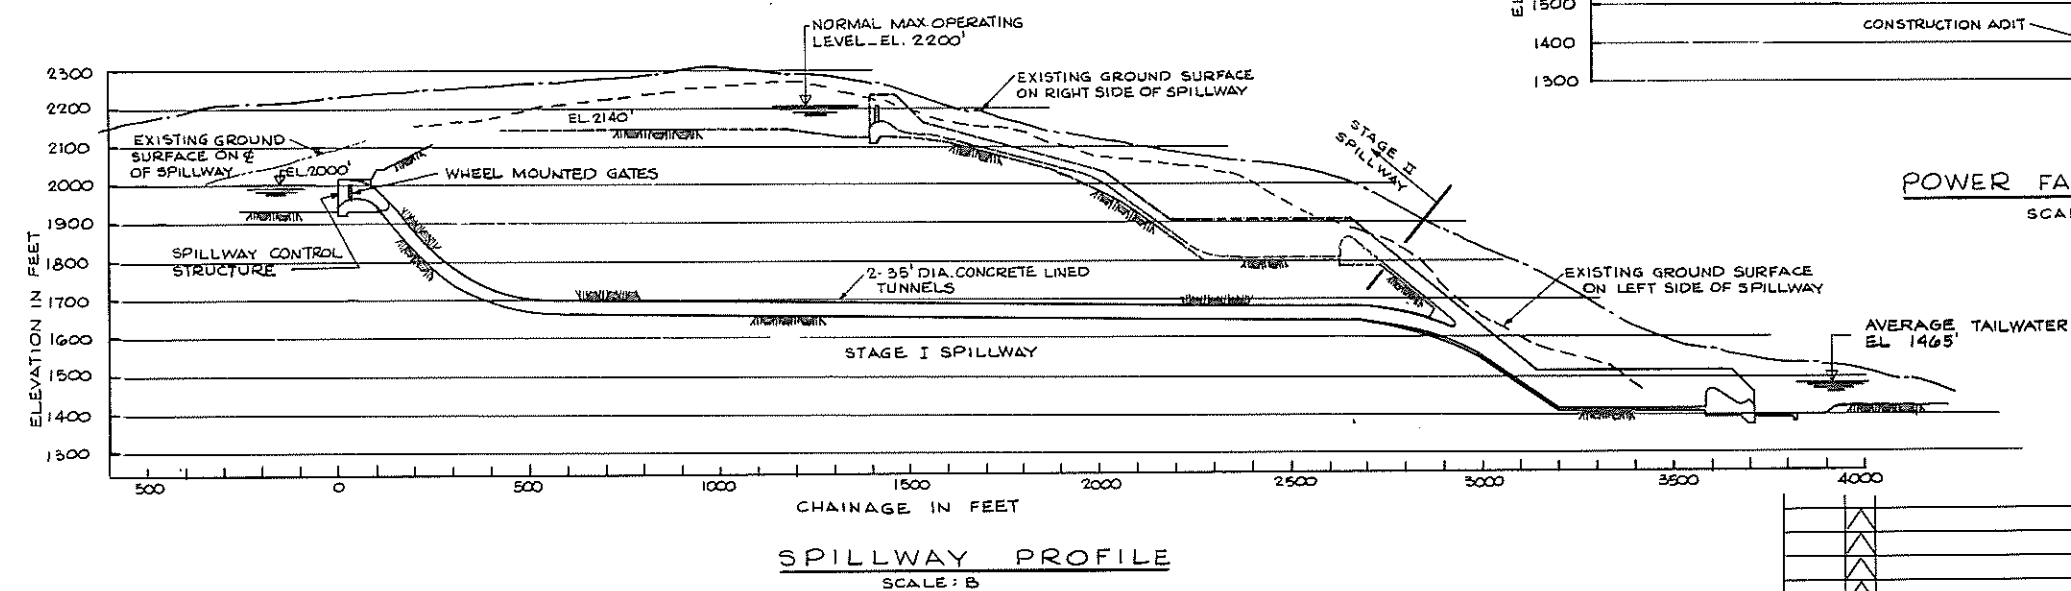 NORMAL MAX. OPERATING
LEVEL-EL. 2200'
EXISTING GROUND SURFACE
ON RIGHT SIDE OF SPILLWAY
1500
1400
1300
CONSTRUCTION ADIT
ELEVATION IN FEET
2300
2200
2100
2000
1900
1800
1700
1600
1500
1400
1300
EXISTING GROUND
SURFACE ON ℄
OF SPILLWAY
EL.2000'
EL.2140'
WHEEL MOUNTED GATES
SPILLWAY CONTROL
STRUCTURE
2-35' DIA. CONCRETE LINED
TUNNELS
STAGE I SPILLWAY
STAGE II
SPILLWAY
EXISTING GROUND SURFACE
ON LEFT SIDE OF SPILLWAY
AVERAGE TAILWATER
EL 1465'
POWER FA
SCA
500 0 500 1000 1500 2000 2500 3000 3500 4000
CHAINAGE IN FEET
SPILLWAY PROFILE
SCALE: B